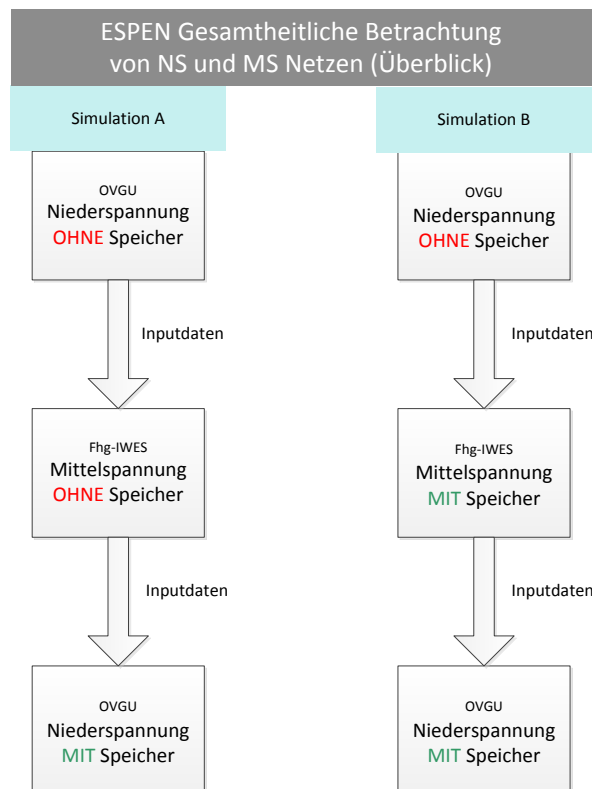 ESPEN Gesamtheitliche Betrachtung
von NS und MS Netzen (Überblick)
Simulation A
OVGU
Niederspannung
OHNE Speicher
Inputdaten
Fhg-IWES
Mittelspannung
OHNE Speicher
Inputdaten
OVGU
Niederspannung
MIT Speicher
Simulation B
OVGU
Niederspannung
OHNE Speicher
Inputdaten
Fhg-IWES
Mittelspannung
MIT Speicher
Inputdaten
OVGU
Niederspannung
MIT Speicher